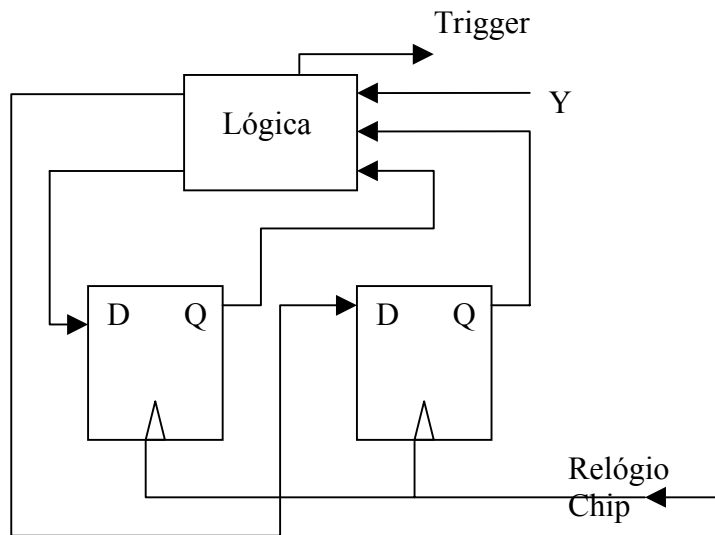 Trigger
Y
Lógica
D Q
D Q
Relógio
Chip